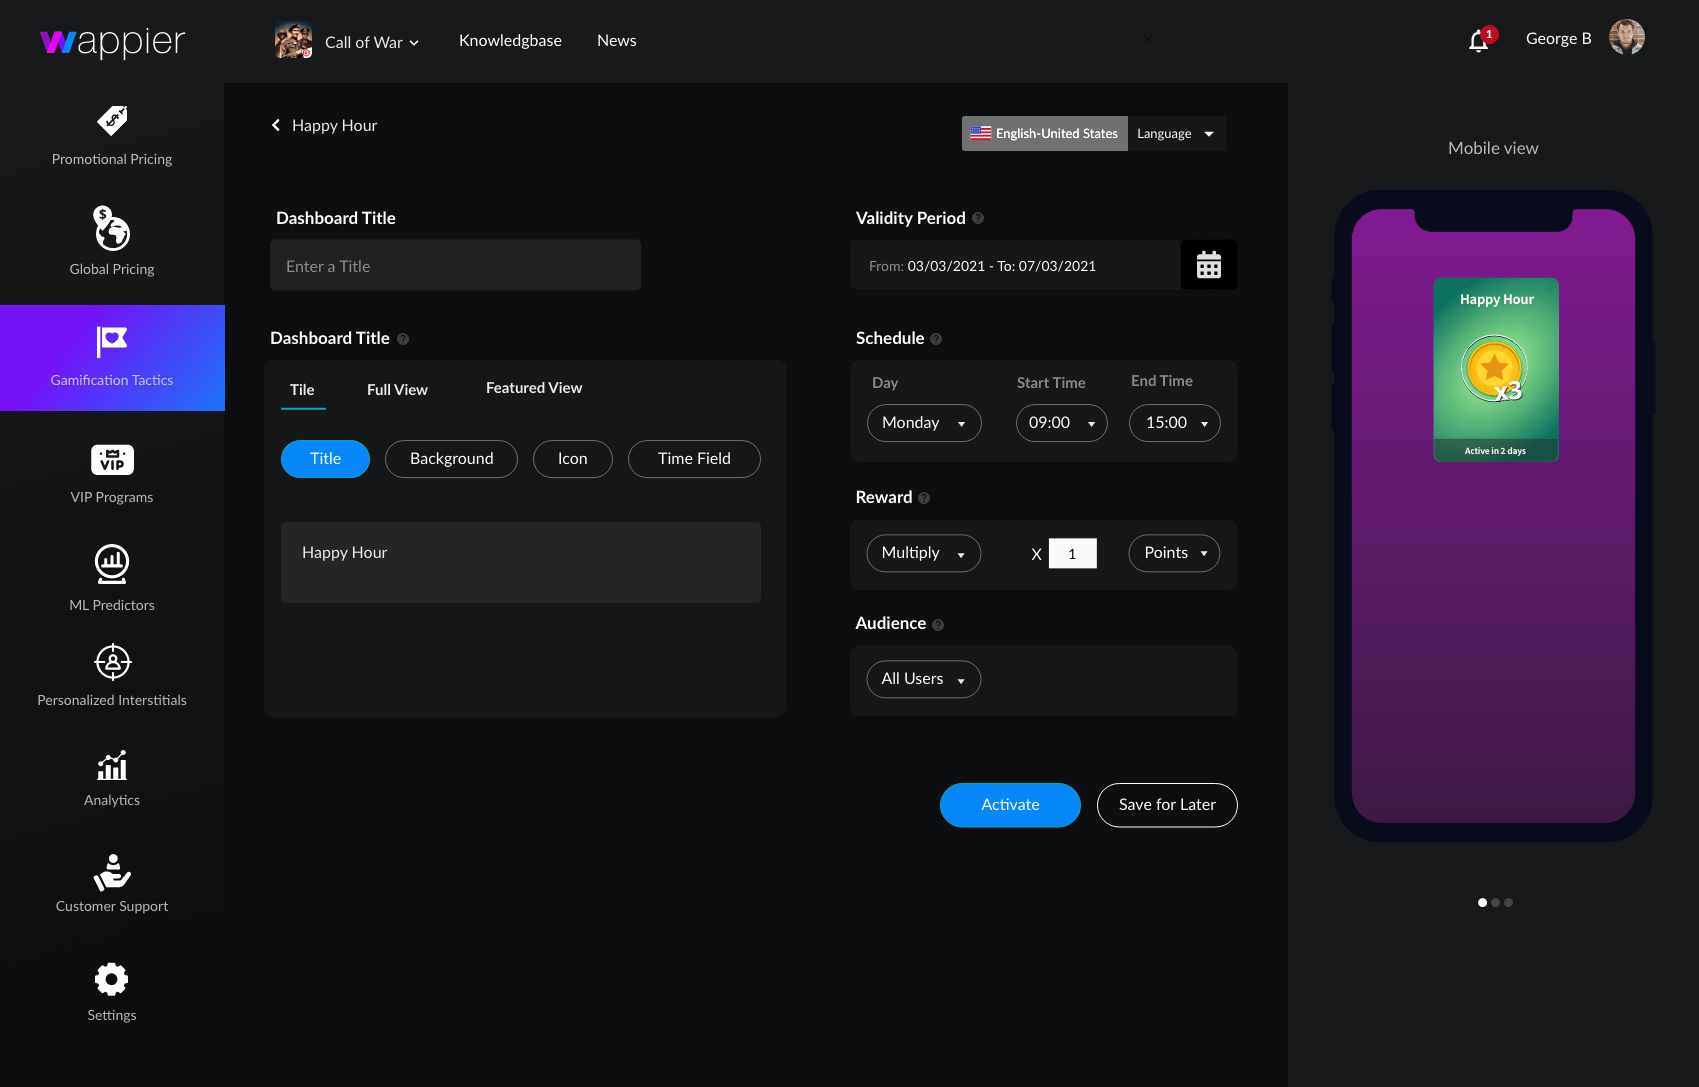 wappier
Call of War
Knowledgbase
News
1
George B
Promotional Pricing
Global Pricing
Gamification Tactics
VIP
VIP Programs
ML Predictors
Personalized Interstitials
Analytics
Customer Support
Settings
Happy Hour
English-United States
Language
Dashboard Title
Enter a Title
Dashboard Title ?
Tile
Full View
Featured View
Title
Background
Icon
Time Field
Happy Hour
Validity Period ?
From: 03/03/2021 - To: 07/03/2021
Schedule ?
Day
Start Time
End Time
Monday
09:00
15:00
Reward ?
Multiply
X
1
Points
Audience ?
All Users
Activate
Save for Later
Mobile view
Happy Hour
x3
Active in 2 days